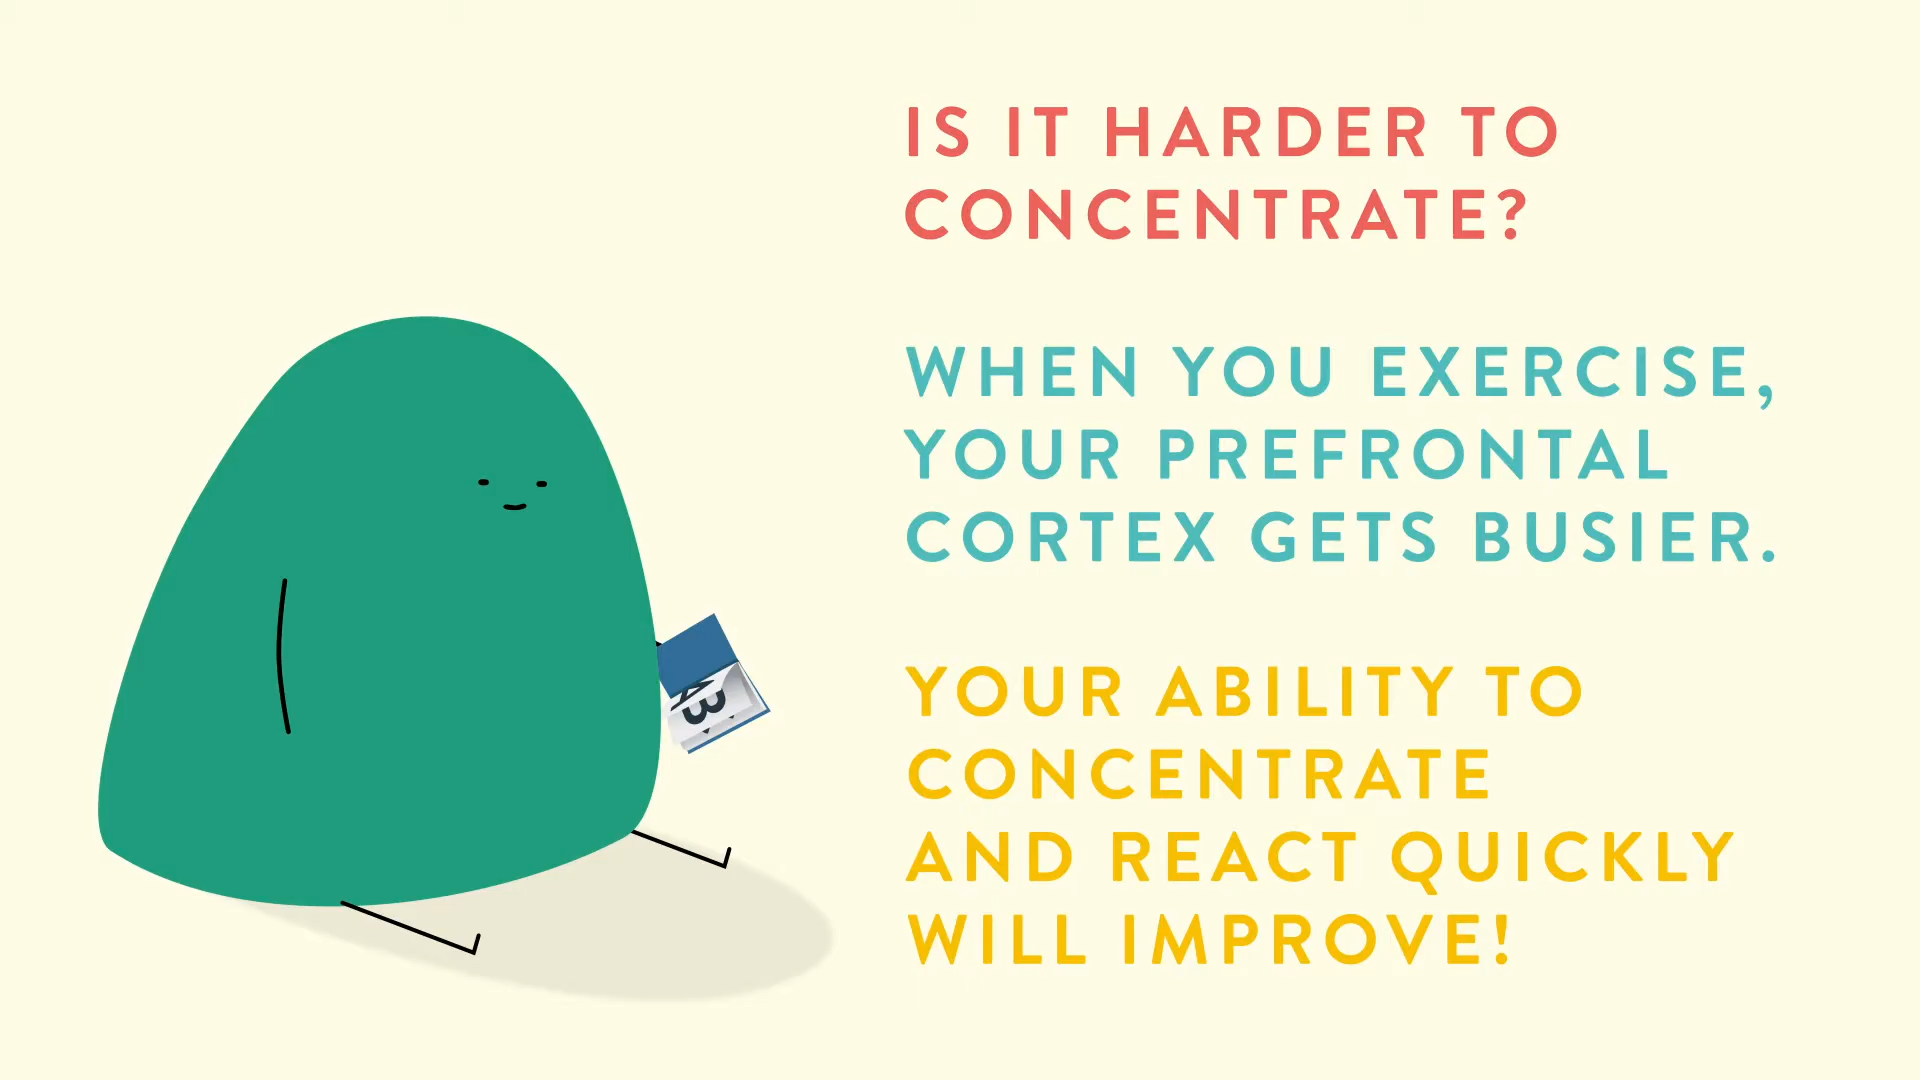 IS IT HARDER TO
CONCENTRATE?
WHEN YOU EXERCISE,
YOUR PREFRONTAL
CORTEX GETS BUSIER.
YOUR ABILITY TO
CONCENTRATE
AND REACT QUICKLY
WILL IMPROVE!